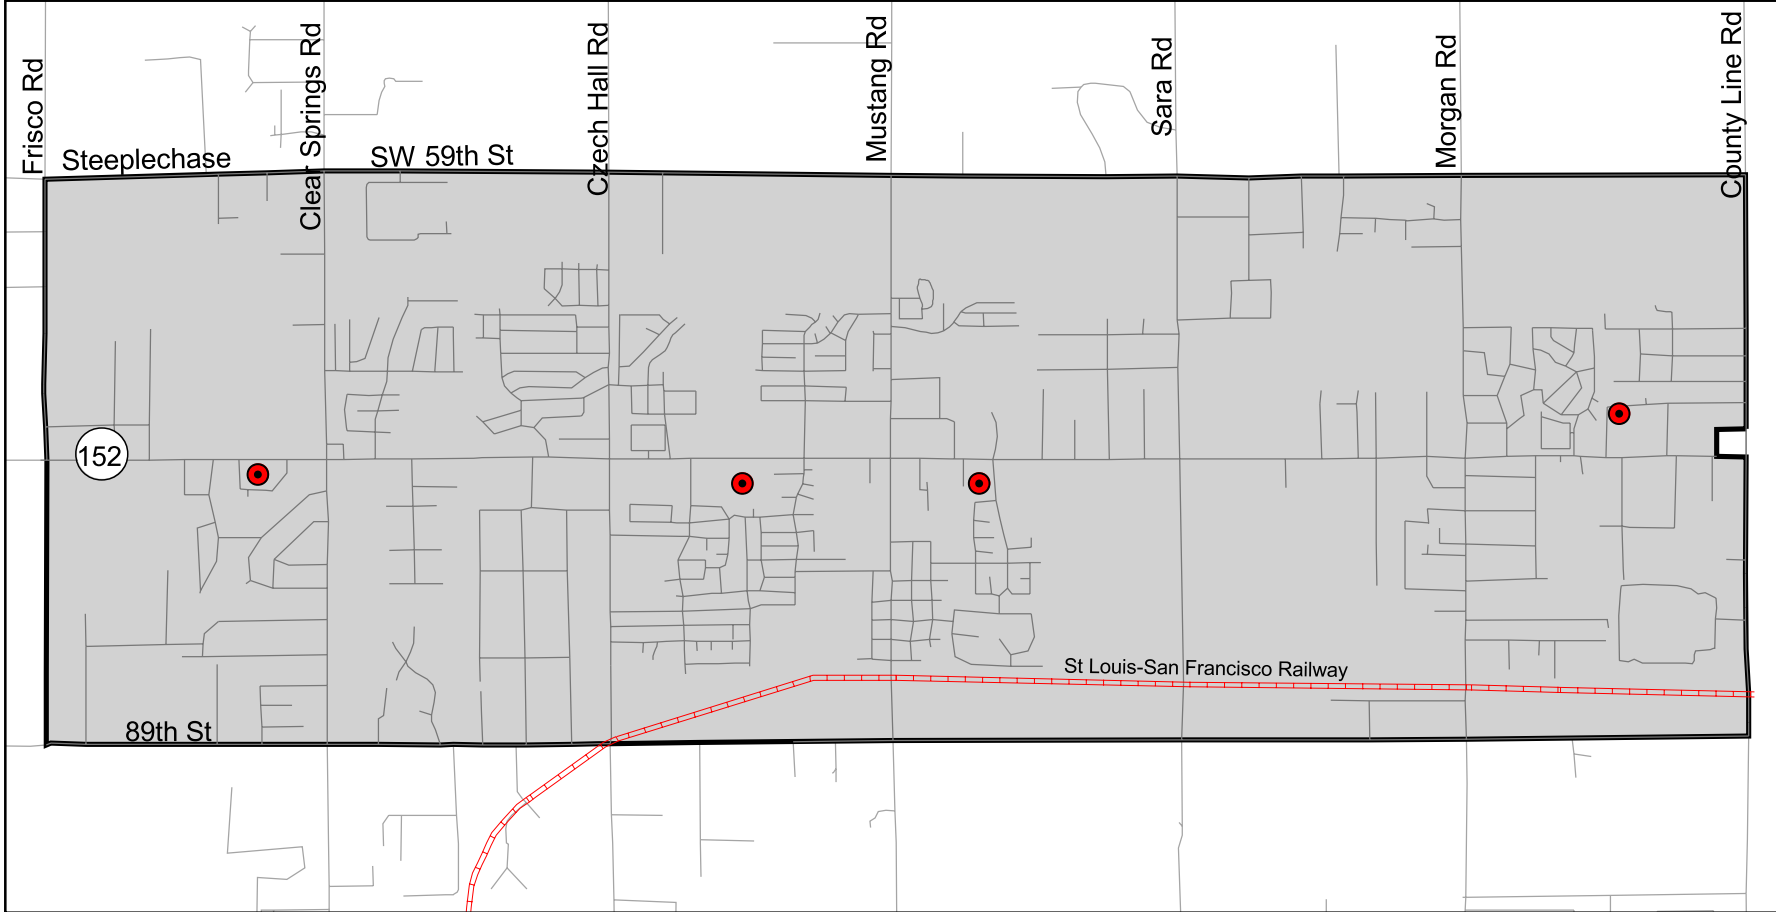 Frisco Rd
Clear Springs Rd
Czech Hall Rd
Mustang Rd
Sara Rd
Morgan Rd
County Line Rd
Steeplechase
SW 59th St
152
St Louis-San Francisco Railway
89th St